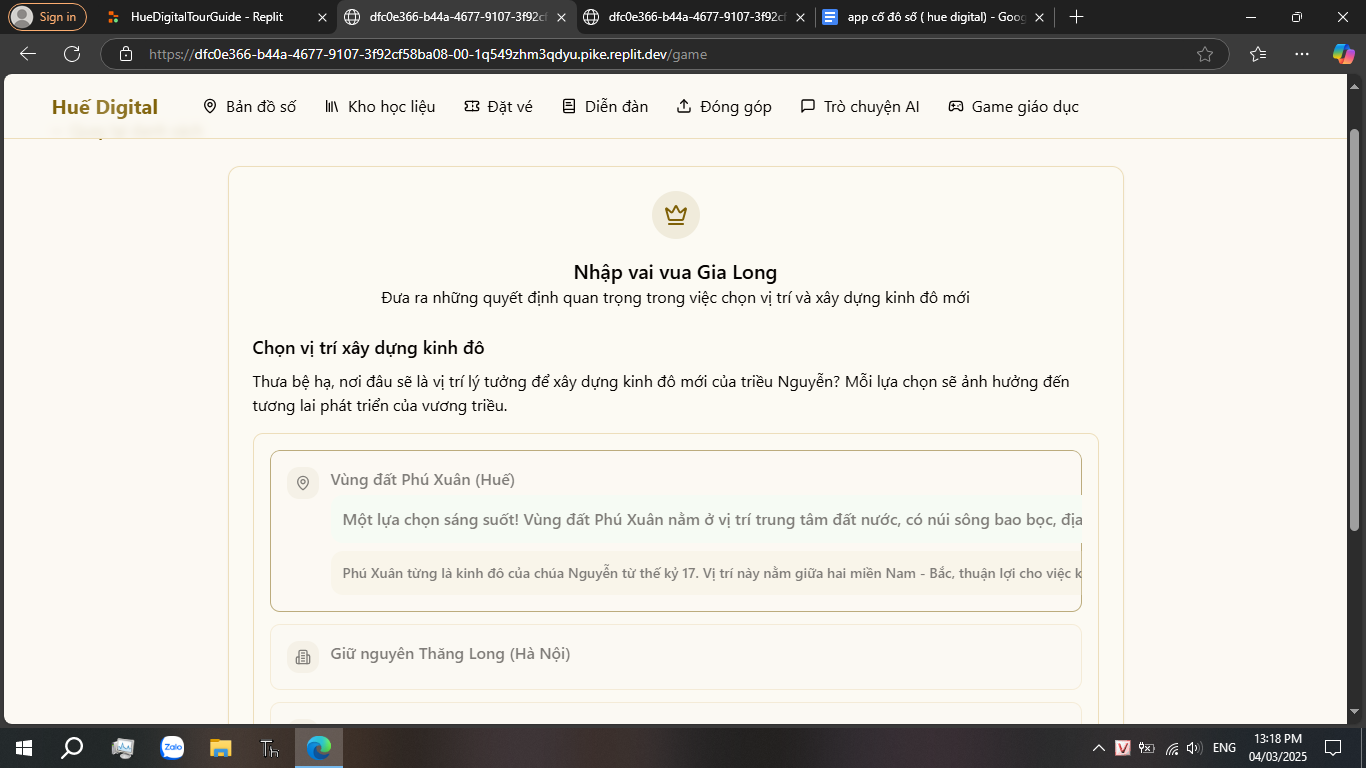 Sign in
HueDigitalTourGuide - Replit
dfc0e366-b44a-4677-9107-3f92cf
dfc0e366-b44a-4677-9107-3f92cf
app cố đô số ( hue digital) - Goog
https://dfc0e366-b44a-4677-9107-3f92cf58ba08-00-1q549zhm3qdyu.pike.replit.dev/game
Huế Digital
Bản đồ số
Kho học liệu
Đặt vé
Diễn đàn
Đóng góp
Trò chuyện AI
Game giáo dục
Nhập vai vua Gia Long
Đưa ra những quyết định quan trọng trong việc chọn vị trí và xây dựng kinh đô mới
Chọn vị trí xây dựng kinh đô
Thưa bệ hạ, nơi đâu sẽ là vị trí lý tưởng để xây dựng kinh đô mới của triều Nguyễn? Mỗi lựa chọn sẽ ảnh hưởng đến
tương lai phát triển của vương triều.
Vùng đất Phú Xuân (Huế)
Một lựa chọn sáng suốt! Vùng đất Phú Xuân nằm ở vị trí trung tâm đất nước, có núi sông bao bọc, địa
Phú Xuân từng là kinh đô của chúa Nguyễn từ thế kỷ 17. Vị trí này nằm giữa hai miền Nam - Bắc, thuận lợi cho việc k
Giữ nguyên Thăng Long (Hà Nội)
Zalo
Th
V
ENG
13:18 PM
04/03/2025